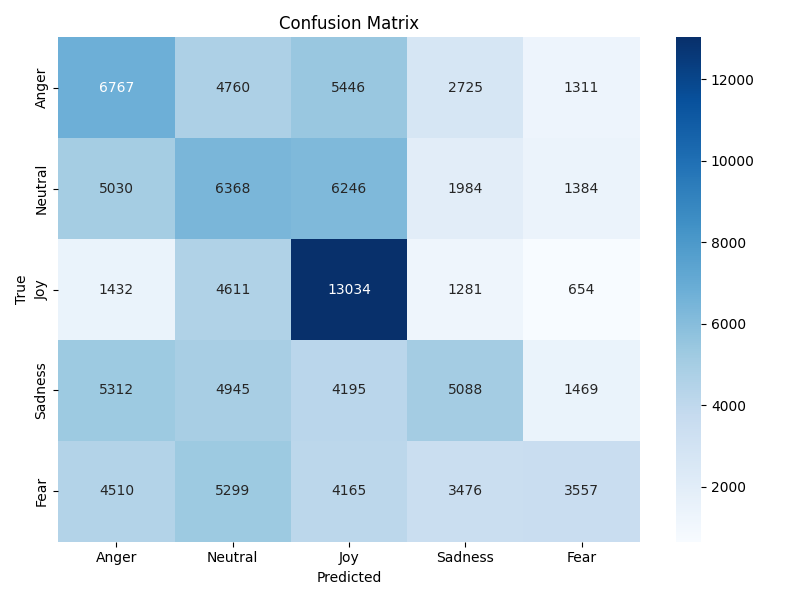 Confusion Matrix
Anger 6767 4760 5446 2725 1311 12000
Neutral 5030 6368 6246 1984 1384 10000
8000
True
Joy 1432 4611 13034 1281 654
6000
Sadness 5312 4945 4195 5088 1469
4000
Fear 4510 5299 4165 3476 3557
2000
Anger Neutral Joy Sadness Fear
Predicted